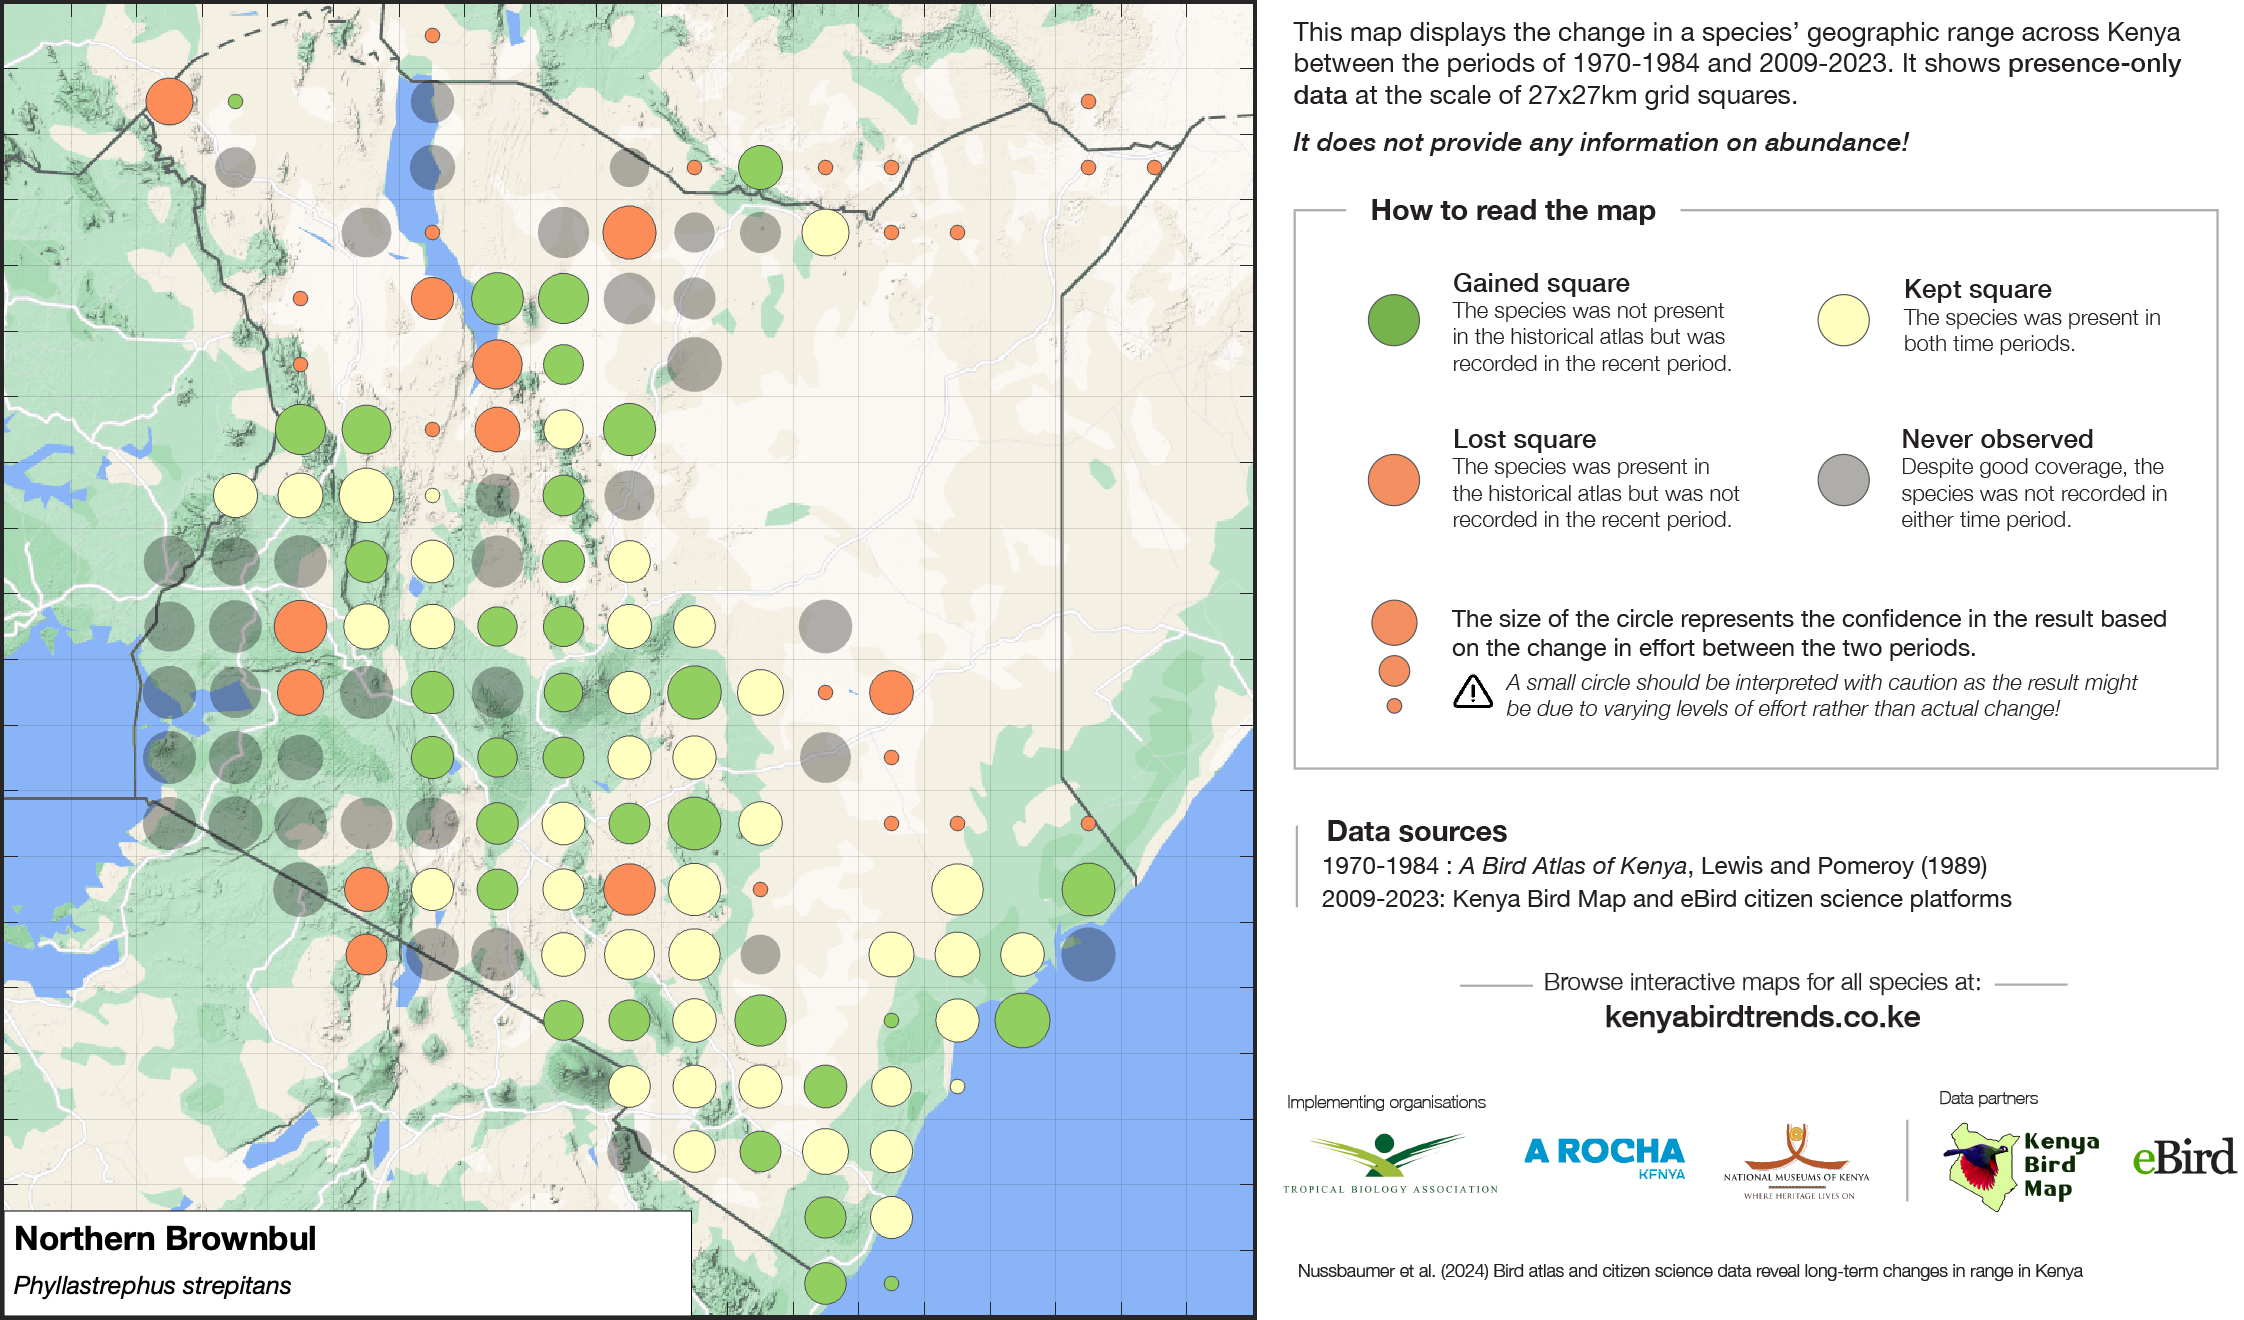 This map displays the change in a species’ geographic range across Kenya
between the periods of 1970-1984 and 2009-2023. It shows presence-only
data at the scale of 27x27km grid squares.
It does not provide any information on abundance!
How to read the map
Gained square
The species was not present
in the historical atlas but was
recorded in the recent period.
Kept square
The species was present in
both time periods.
Lost square
The species was present in
the historical atlas but was not
recorded in the recent period.
Never observed
Despite good coverage, the
species was not recorded in
either time period.
The size of the circle represents the confidence in the result based
on the change in effort between the two periods.
A small circle should be interpreted with caution as the result might
be due to varying levels of effort rather than actual change!
Data sources
1970-1984 : A Bird Atlas of Kenya, Lewis and Pomeroy (1989)
2009-2023: Kenya Bird Map and eBird citizen science platforms
Browse interactive maps for all species at:
kenyabirdtrends.co.ke
Implementing organisations
Data partners
TROPICAL BIOLOGY ASSOCIATION
A ROCHA
KENYA
NATIONAL MUSEUMS OF KENYA
WHERE HERITAGE LIVES ON
Kenya
Bird
Map
eBird
Northern Brownbul
Phyllastrephus strepitans
Nussbaumer et al. (2024) Bird atlas and citizen science data reveal long-term changes in range in Kenya